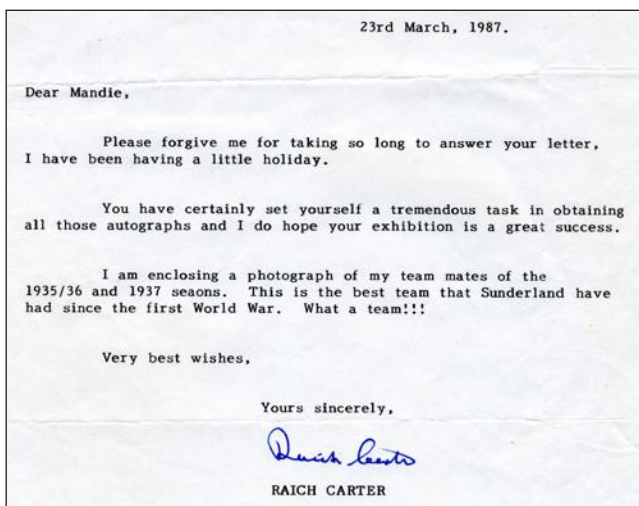 23rd March, 1987.
Dear Mandie,
Please forgive me for taking so long to answer your letter,
I have been having a little holiday.
You have certainly set yourself a tremendous task in obtaining
all those autographs and I do hope your exhibition is a great success.
I am enclosing a photograph of my team mates of the
1935/36 and 1937 seaons. This is the best team that Sunderland have
had since the first World War. What a team!!!
Very best wishes,
Yours sincerely,
Raich Carter
RAICH CARTER